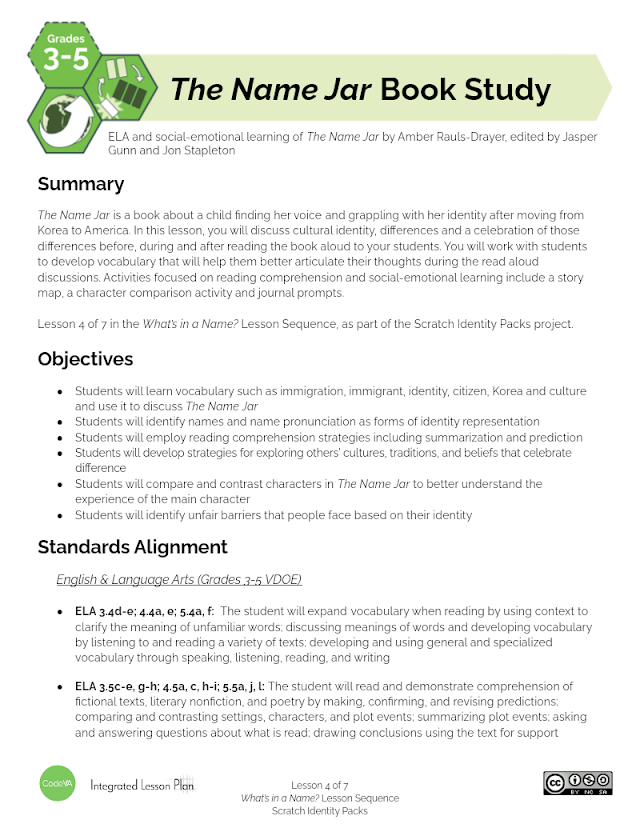 Grades
3-5
The Name Jar Book Study
ELA and social-emotional learning of The Name Jar by Amber Rauls-Drayer, edited by Jasper
Gunn and Jon Stapleton
Summary
The Name Jar is a book about a child finding her voice and grappling with her identity after moving from
Korea to America. In this lesson, you will discuss cultural identity, differences and a celebration of those
differences before, during and after reading the book aloud to your students. You will work with students
to develop vocabulary that will help them better articulate their thoughts during the read aloud
discussions. Activities focused on reading comprehension and social-emotional learning include a story
map, a character comparison activity and journal prompts.
Lesson 4 of 7 in the What's in a Name? Lesson Sequence, as part of the Scratch Identity Packs project.
Objectives
● Students will learn vocabulary such as immigration, immigrant, identity, citizen, Korea and culture
and use it to discuss The Name Jar
● Students will identify names and name pronunciation as forms of identity representation
● Students will employ reading comprehension strategies including summarization and prediction
● Students will develop strategies for exploring others' cultures, traditions, and beliefs that celebrate
difference
● Students will compare and contrast characters in The Name Jar to better understand the
experience of the main character
● Students will identify unfair barriers that people face based on their identity
Standards Alignment
English & Language Arts (Grades 3-5 VDOE)
● ELA 3.4d-e; 4.4a, e; 5.4a, f: The student will expand vocabulary when reading by using context to
clarify the meaning of unfamiliar words; discussing meanings of words and developing vocabulary
by listening to and reading a variety of texts; developing and using general and specialized
vocabulary through speaking, listening, reading, and writing
● ELA 3.5c-e, g-h; 4.5a, c, h-i; 5.5a, j, l: The student will read and demonstrate comprehension of
fictional texts, literary nonfiction, and poetry by making, confirming, and revising predictions;
comparing and contrasting settings, characters, and plot events; summarizing plot events; asking
and answering questions about what is read; drawing conclusions using the text for support
CodeVA
Integrated Lesson Plan
Lesson 4 of 7
What's in a Name? Lesson Sequence
Scratch Identity Packs
cc
BY NC SA